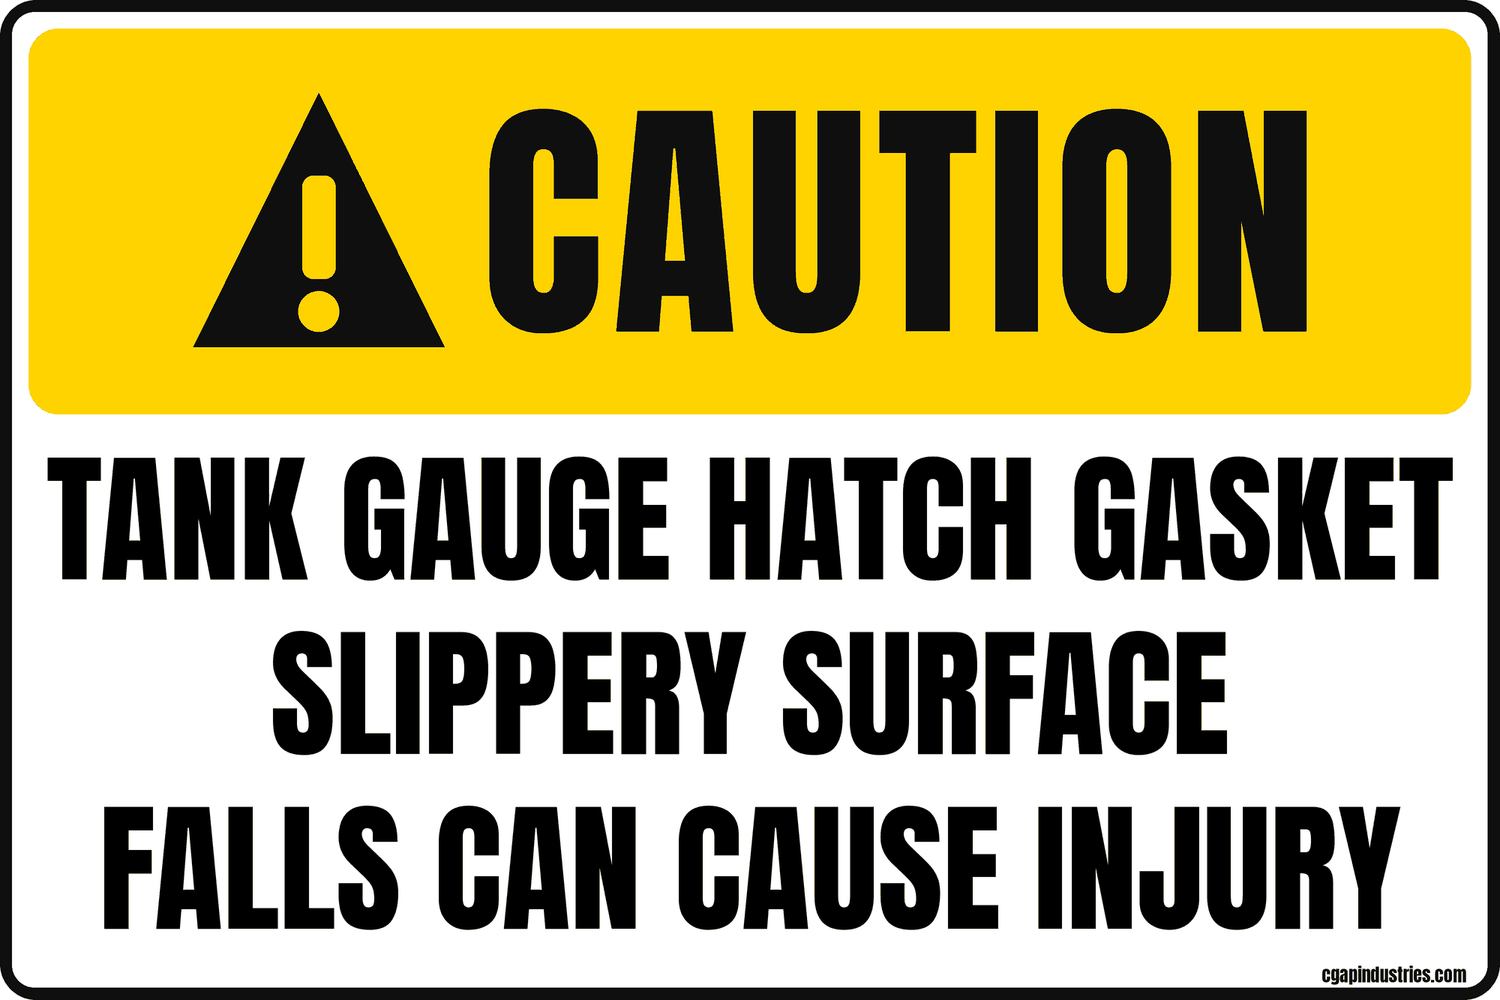 CAUTION
TANK GAUGE HATCH GASKET
SLIPPERY SURFACE
FALLS CAN CAUSE INJURY
cgapindustries.com